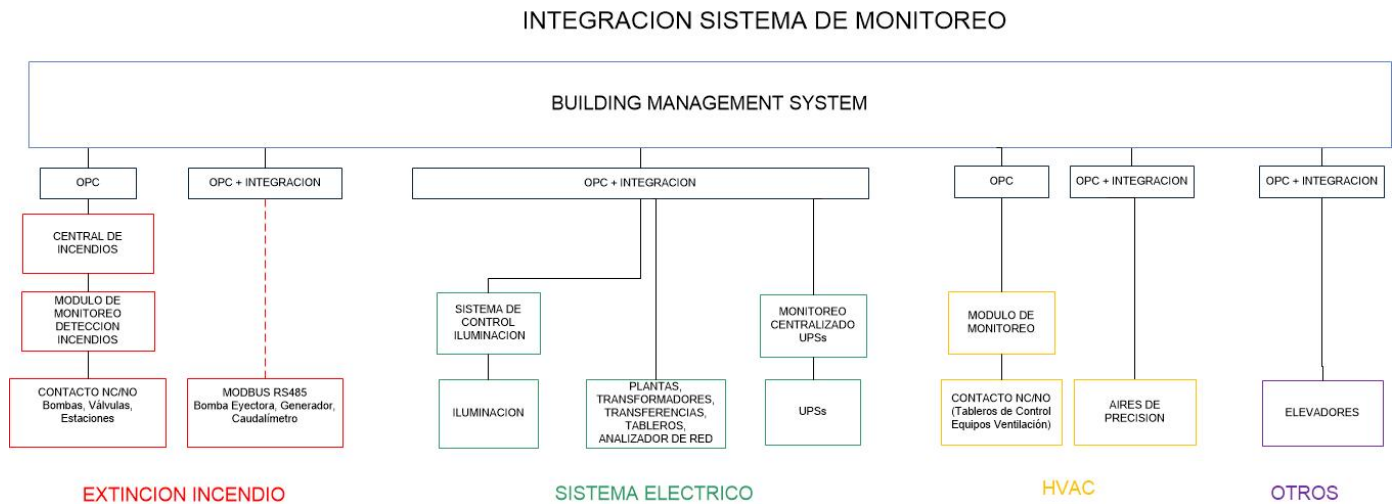 INTEGRACION SISTEMA DE MONITOREO
BUILDING MANAGEMENT SYSTEM
OPC
OPC + INTEGRACION
OPC + INTEGRACION
OPC
OPC + INTEGRACION
OPC + INTEGRACION
CENTRAL DE
INCENDIOS
MODULO DE
MONITOREO
DETECCION
INCENDIOS
SISTEMA DE
CONTROL
ILUMINACION
MONITOREO
CENTRALIZADO
UPSs
MODULO DE
MONITOREO
CONTACTO NC/NO
Bombas, Válvulas,
Estaciones
MODBUS RS485
Bomba Eyectora, Generador,
Caudalímetro
ILUMINACION
PLANTAS,
TRANSFORMADORES,
TRANSFERENCIAS,
TABLEROS,
ANALIZADOR DE RED
UPSs
CONTACTO NC/NO
(Tableros de Control
Equipos Ventilación)
AIRES DE
PRECISION
ELEVADORES
EXTINCION INCENDIO
SISTEMA ELECTRICO
HVAC
OTROS